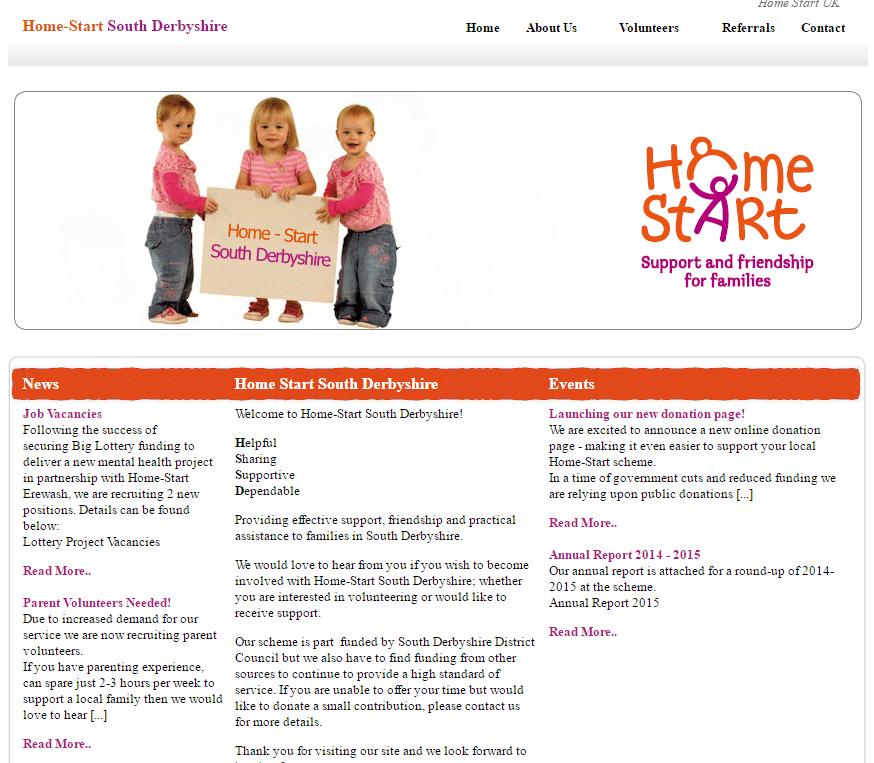 Home Start UK
Home-Start South Derbyshire
Home About Us Volunteers Referrals Contact
Home - Start
South Derbyshire
Home
Start
Support and friendship
for families
News
Job Vacancies
Following the success of
securing Big Lottery funding to
deliver a new mental health project
in partnership with Home-Start
Erewash, we are recruiting 2 new
positions. Details can be found
below:
Lottery Project Vacancies
Read More..
Parent Volunteers Needed!
Due to increased demand for our
service we are now recruiting parent
volunteers.
If you have parenting experience,
can spare just 2-3 hours per week to
support a local family then we would
love to hear [...]
Read More..
Home Start South Derbyshire
Welcome to Home-Start South Derbyshire!
Helpful
Sharing
Supportive
Dependable
Providing effective support, friendship and practical
assistance to families in South Derbyshire.
We would love to hear from you if you wish to become
involved with Home-Start South Derbyshire; whether
you are interested in volunteering or would like to
receive support.
Our scheme is part funded by South Derbyshire District
Council but we also have to find funding from other
sources to continue to provide a high standard of
service. If you are unable to offer your time but would
like to donate a small contribution, please contact us
for more details.
Thank you for visiting our site and we look forward to
Events
Launching our new donation page!
We are excited to announce a new online donation
page - making it even easier to support your local
Home-Start scheme.
In a time of government cuts and reduced funding we
are relying upon public donations [...]
Read More..
Annual Report 2014 - 2015
Our annual report is attached for a round-up of 2014-
2015 at the scheme.
Annual Report 2015
Read More..